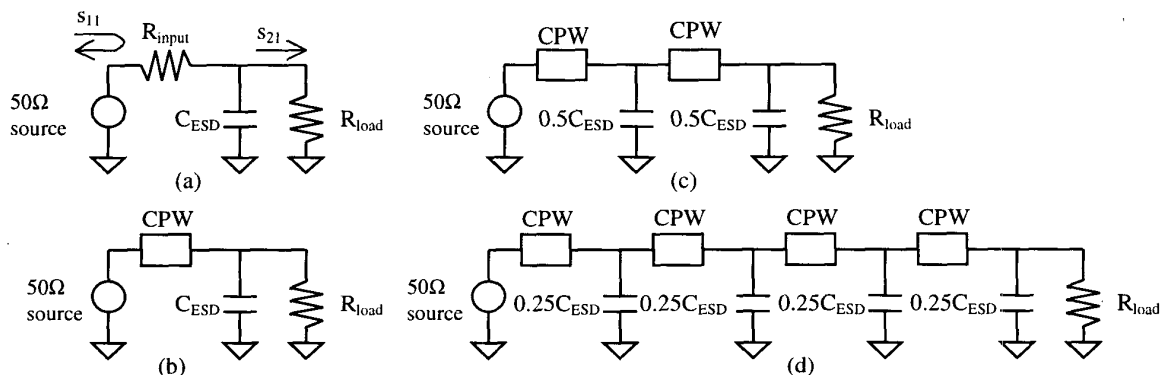 s11
Rinput
s21
50Ω
source
CESD
Rload
(a)
CPW
CPW
50Ω
source
0.5CESD
0.5CESD
Rload
(c)
CPW
50Ω
source
CESD
Rload
(b)
CPW
CPW
CPW
CPW
50Ω
source
0.25CESD
0.25CESD
0.25CESD
0.25CESD
Rload
(d)